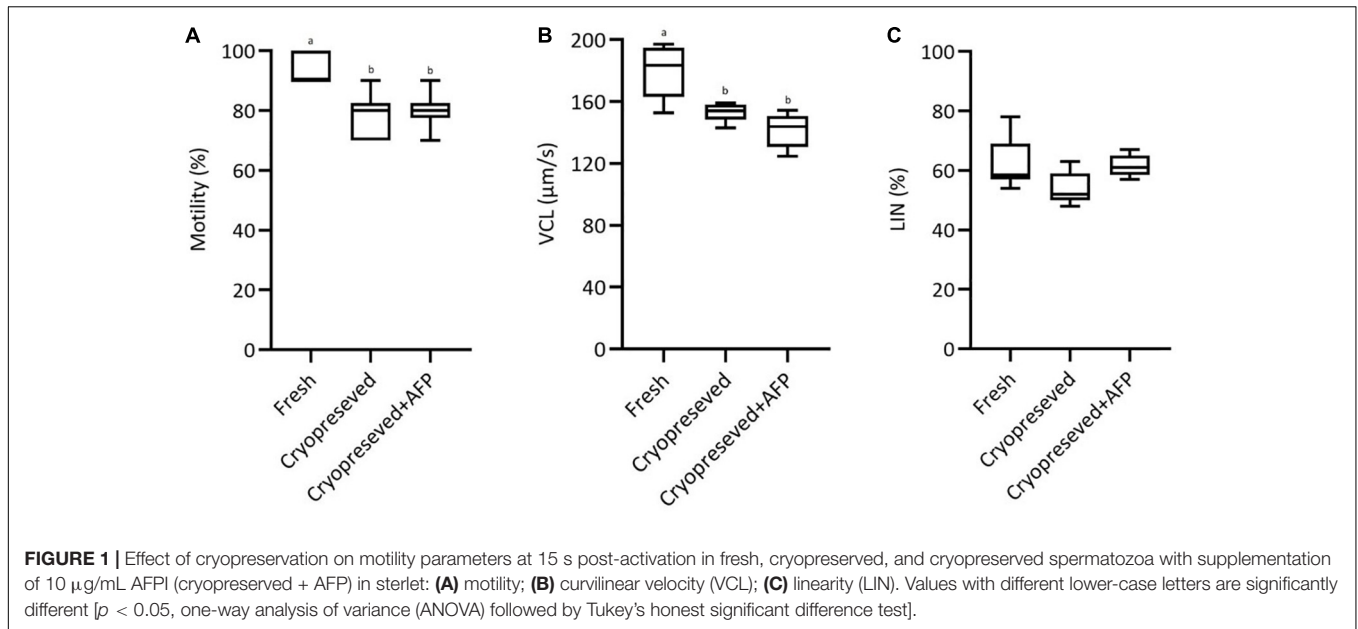 A
100
80
60
40
20
0
Motility (%)
a
b
b
Fresh
Cryopreseved
Cryopreseved+AFP
B
200
160
120
80
40
0
VCL (µm/s)
a
b
b
Fresh
Cryopreseved
Cryopreseved+AFP
C
100
80
60
40
20
0
LIN (%)
Fresh
Cryopreseved
Cryopreseved+AFP
FIGURE 1 | Effect of cryopreservation on motility parameters at 15 s post-activation in fresh, cryopreserved, and cryopreserved spermatozoa with supplementation
of 10 µg/mL AFPI (cryopreserved + AFP) in sterlet: (A) motility; (B) curvilinear velocity (VCL); (C) linearity (LIN). Values with different lower-case letters are significantly
different [p < 0.05, one-way analysis of variance (ANOVA) followed by Tukey's honest significant difference test].